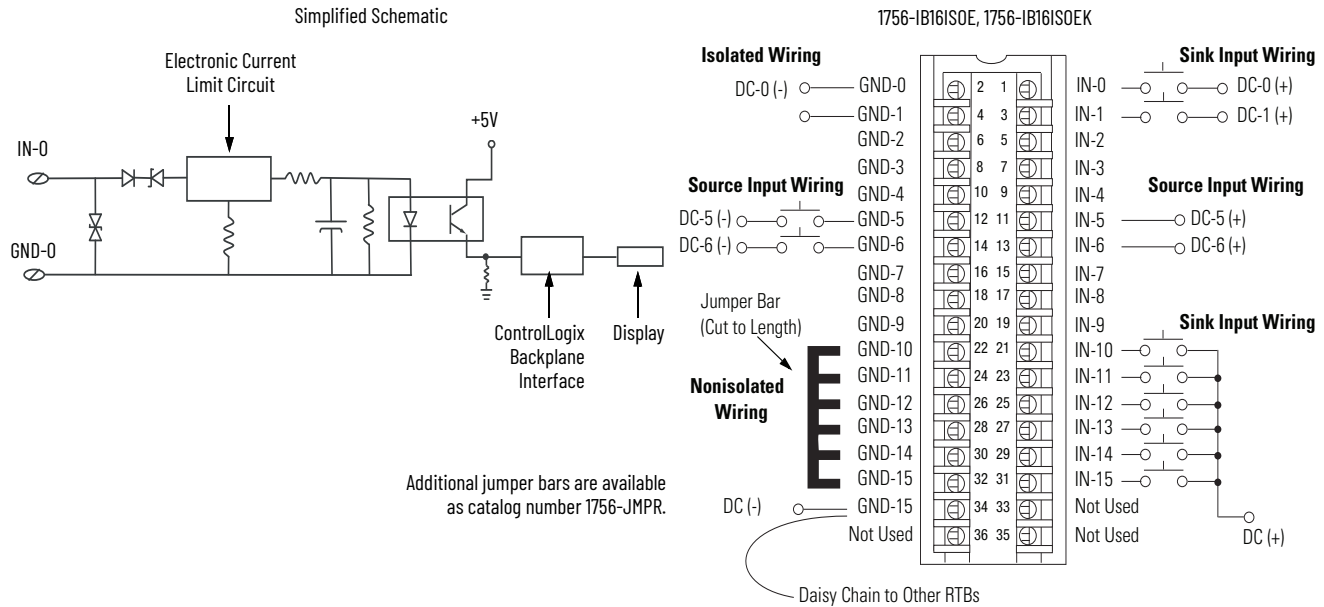 Simplified Schematic
Electronic Current
Limit Circuit
+5V
IN-0
GND-0
ControlLogix
Backplane
Interface
Display
Additional jumper bars are available
as catalog number 1756-JMPR.
1756-IB16ISOE, 1756-IB16ISOEK
Isolated Wiring
Sink Input Wiring
DC-0 (-) GND-0 2 1 IN-0 DC-0 (+)
GND-1 4 3 IN-1 DC-1 (+)
GND-2 6 5 IN-2
GND-3 8 7 IN-3
Source Input Wiring GND-4 10 9 IN-4 Source Input Wiring
DC-5 (-) GND-5 12 11 IN-5 DC-5 (+)
DC-6 (-) GND-6 14 13 IN-6 DC-6 (+)
GND-7 16 15 IN-7
GND-8 18 17 IN-8
Jumper Bar
(Cut to Length)
GND-9 20 19 IN-9 Sink Input Wiring
GND-10 22 21 IN-10
GND-11 24 23 IN-11
Nonisolated
Wiring
GND-12 26 25 IN-12
GND-13 28 27 IN-13
GND-14 30 29 IN-14
GND-15 32 31 IN-15
DC (-) GND-15 34 33 Not Used
Not Used 36 35 Not Used DC (+)
Daisy Chain to Other RTBs